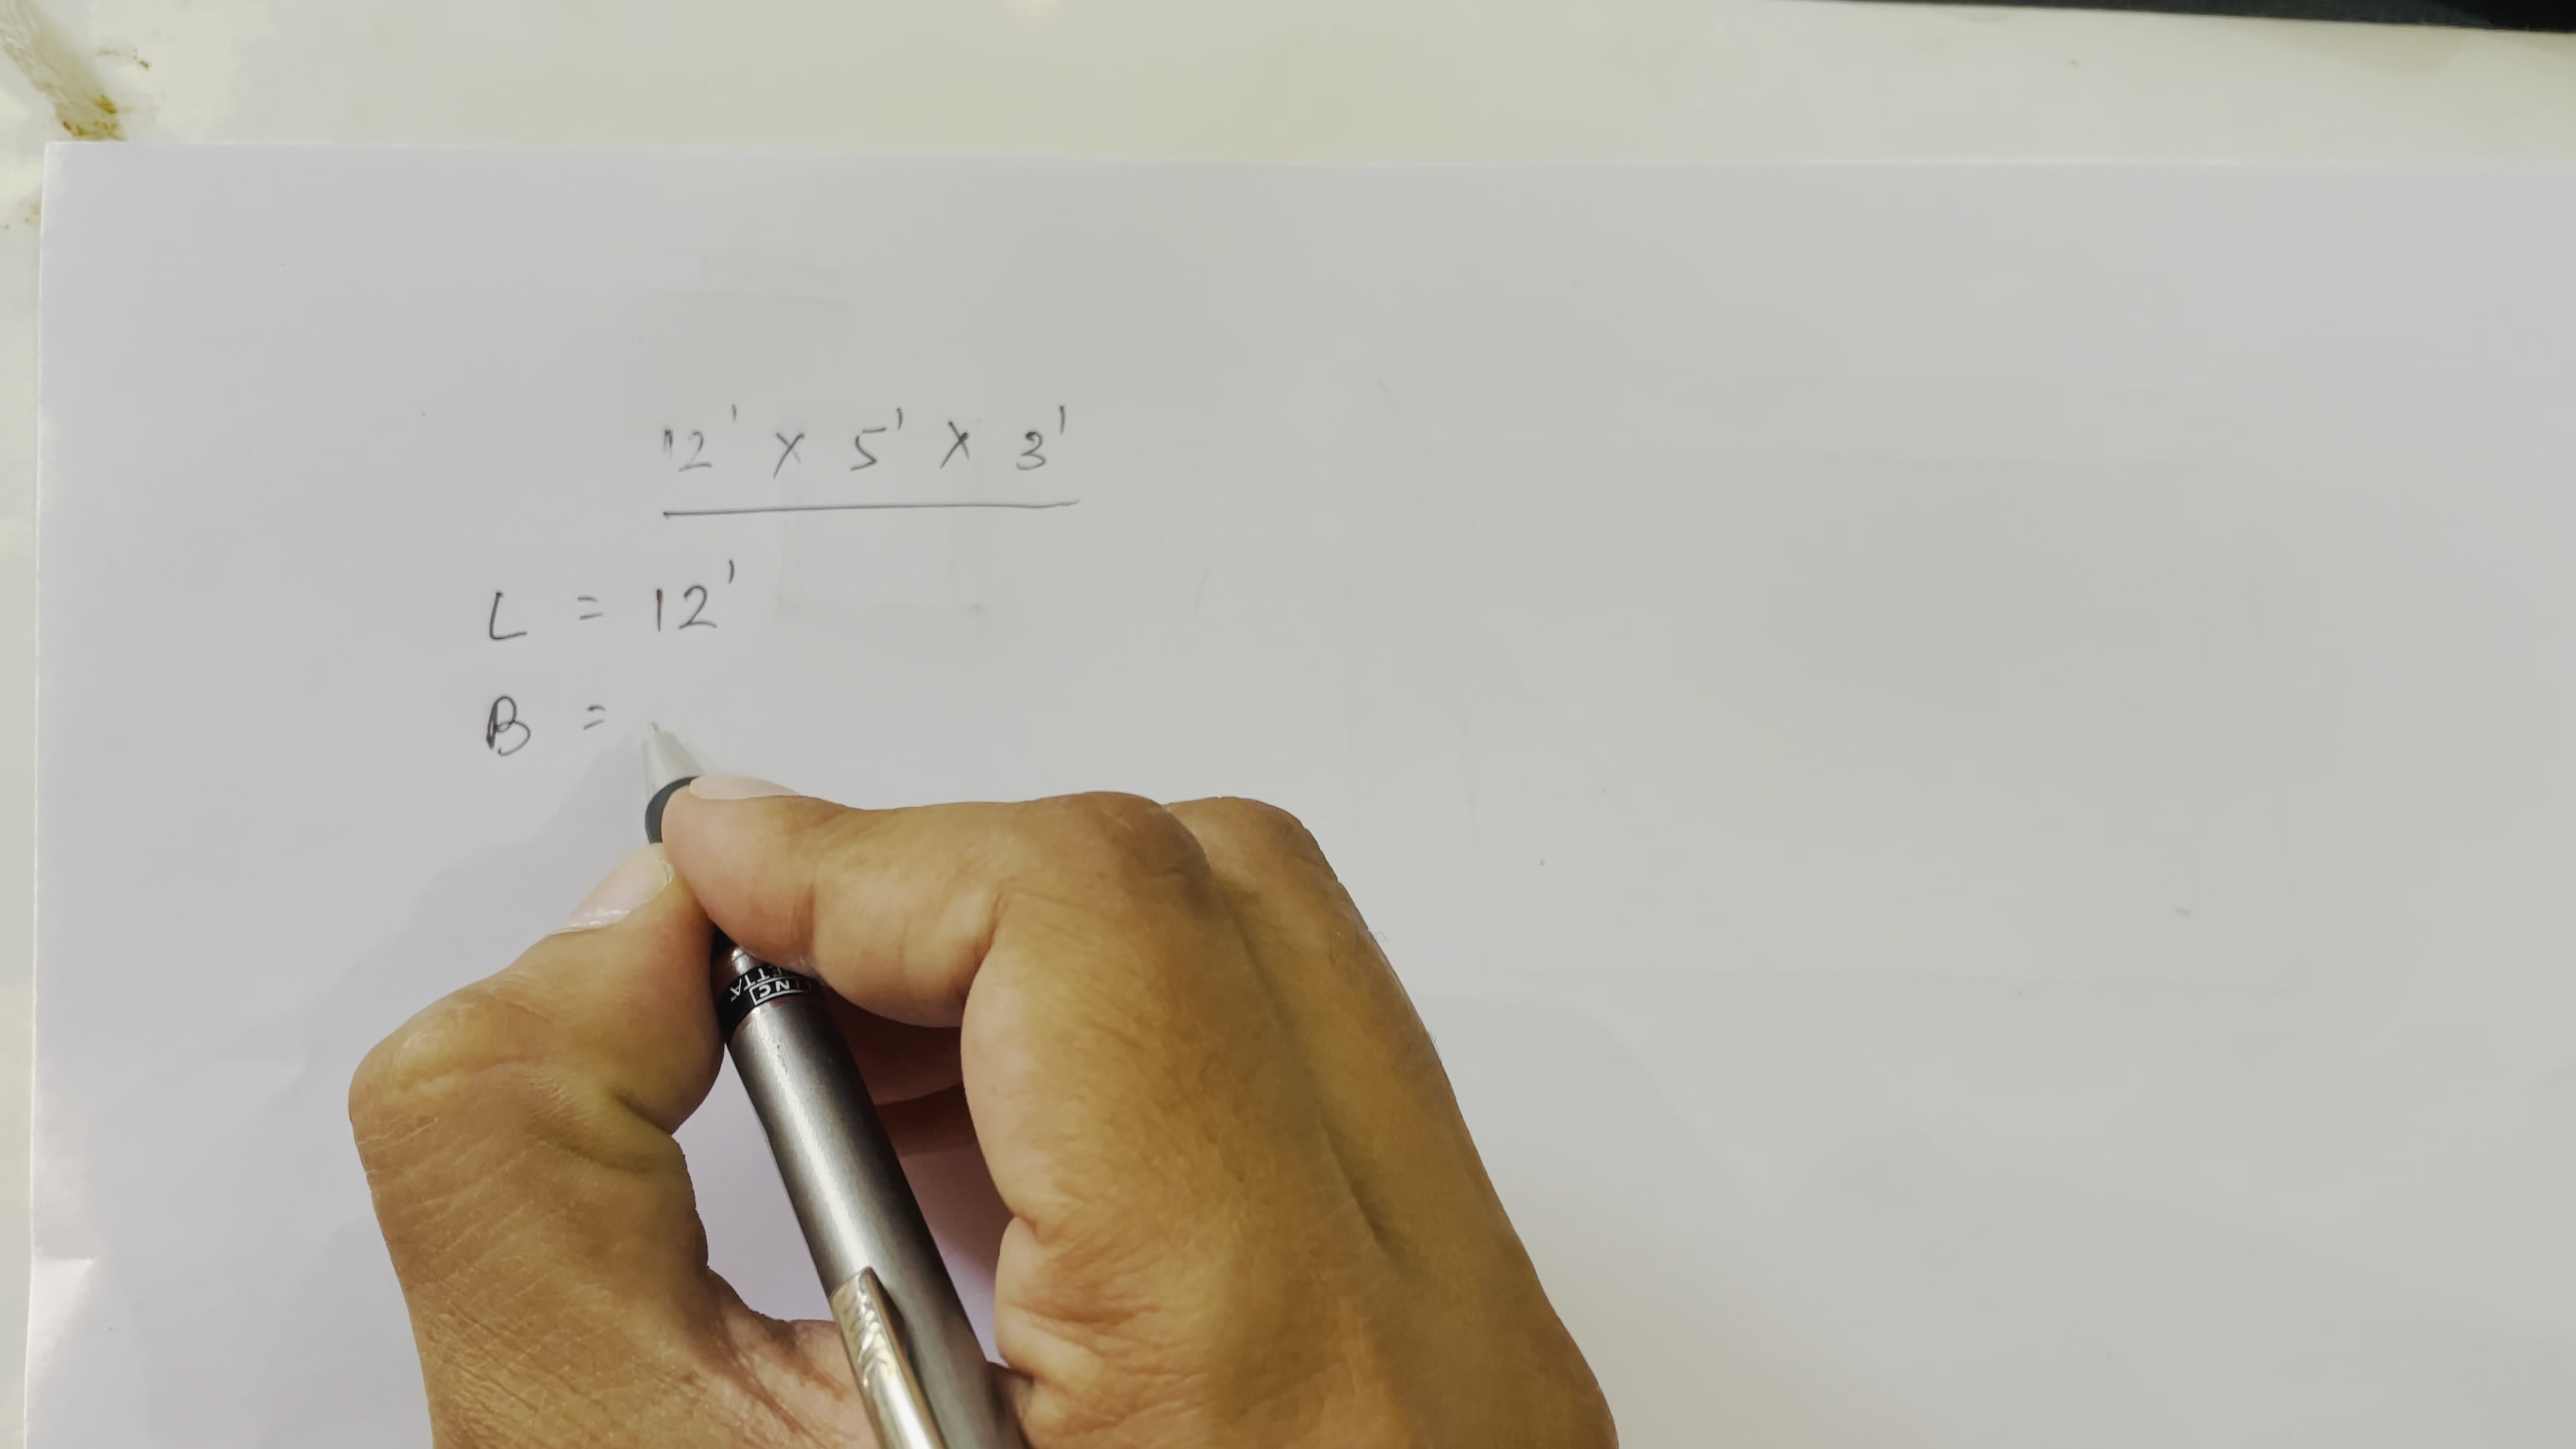 12' X 5' X 3'
L = 12'
B =